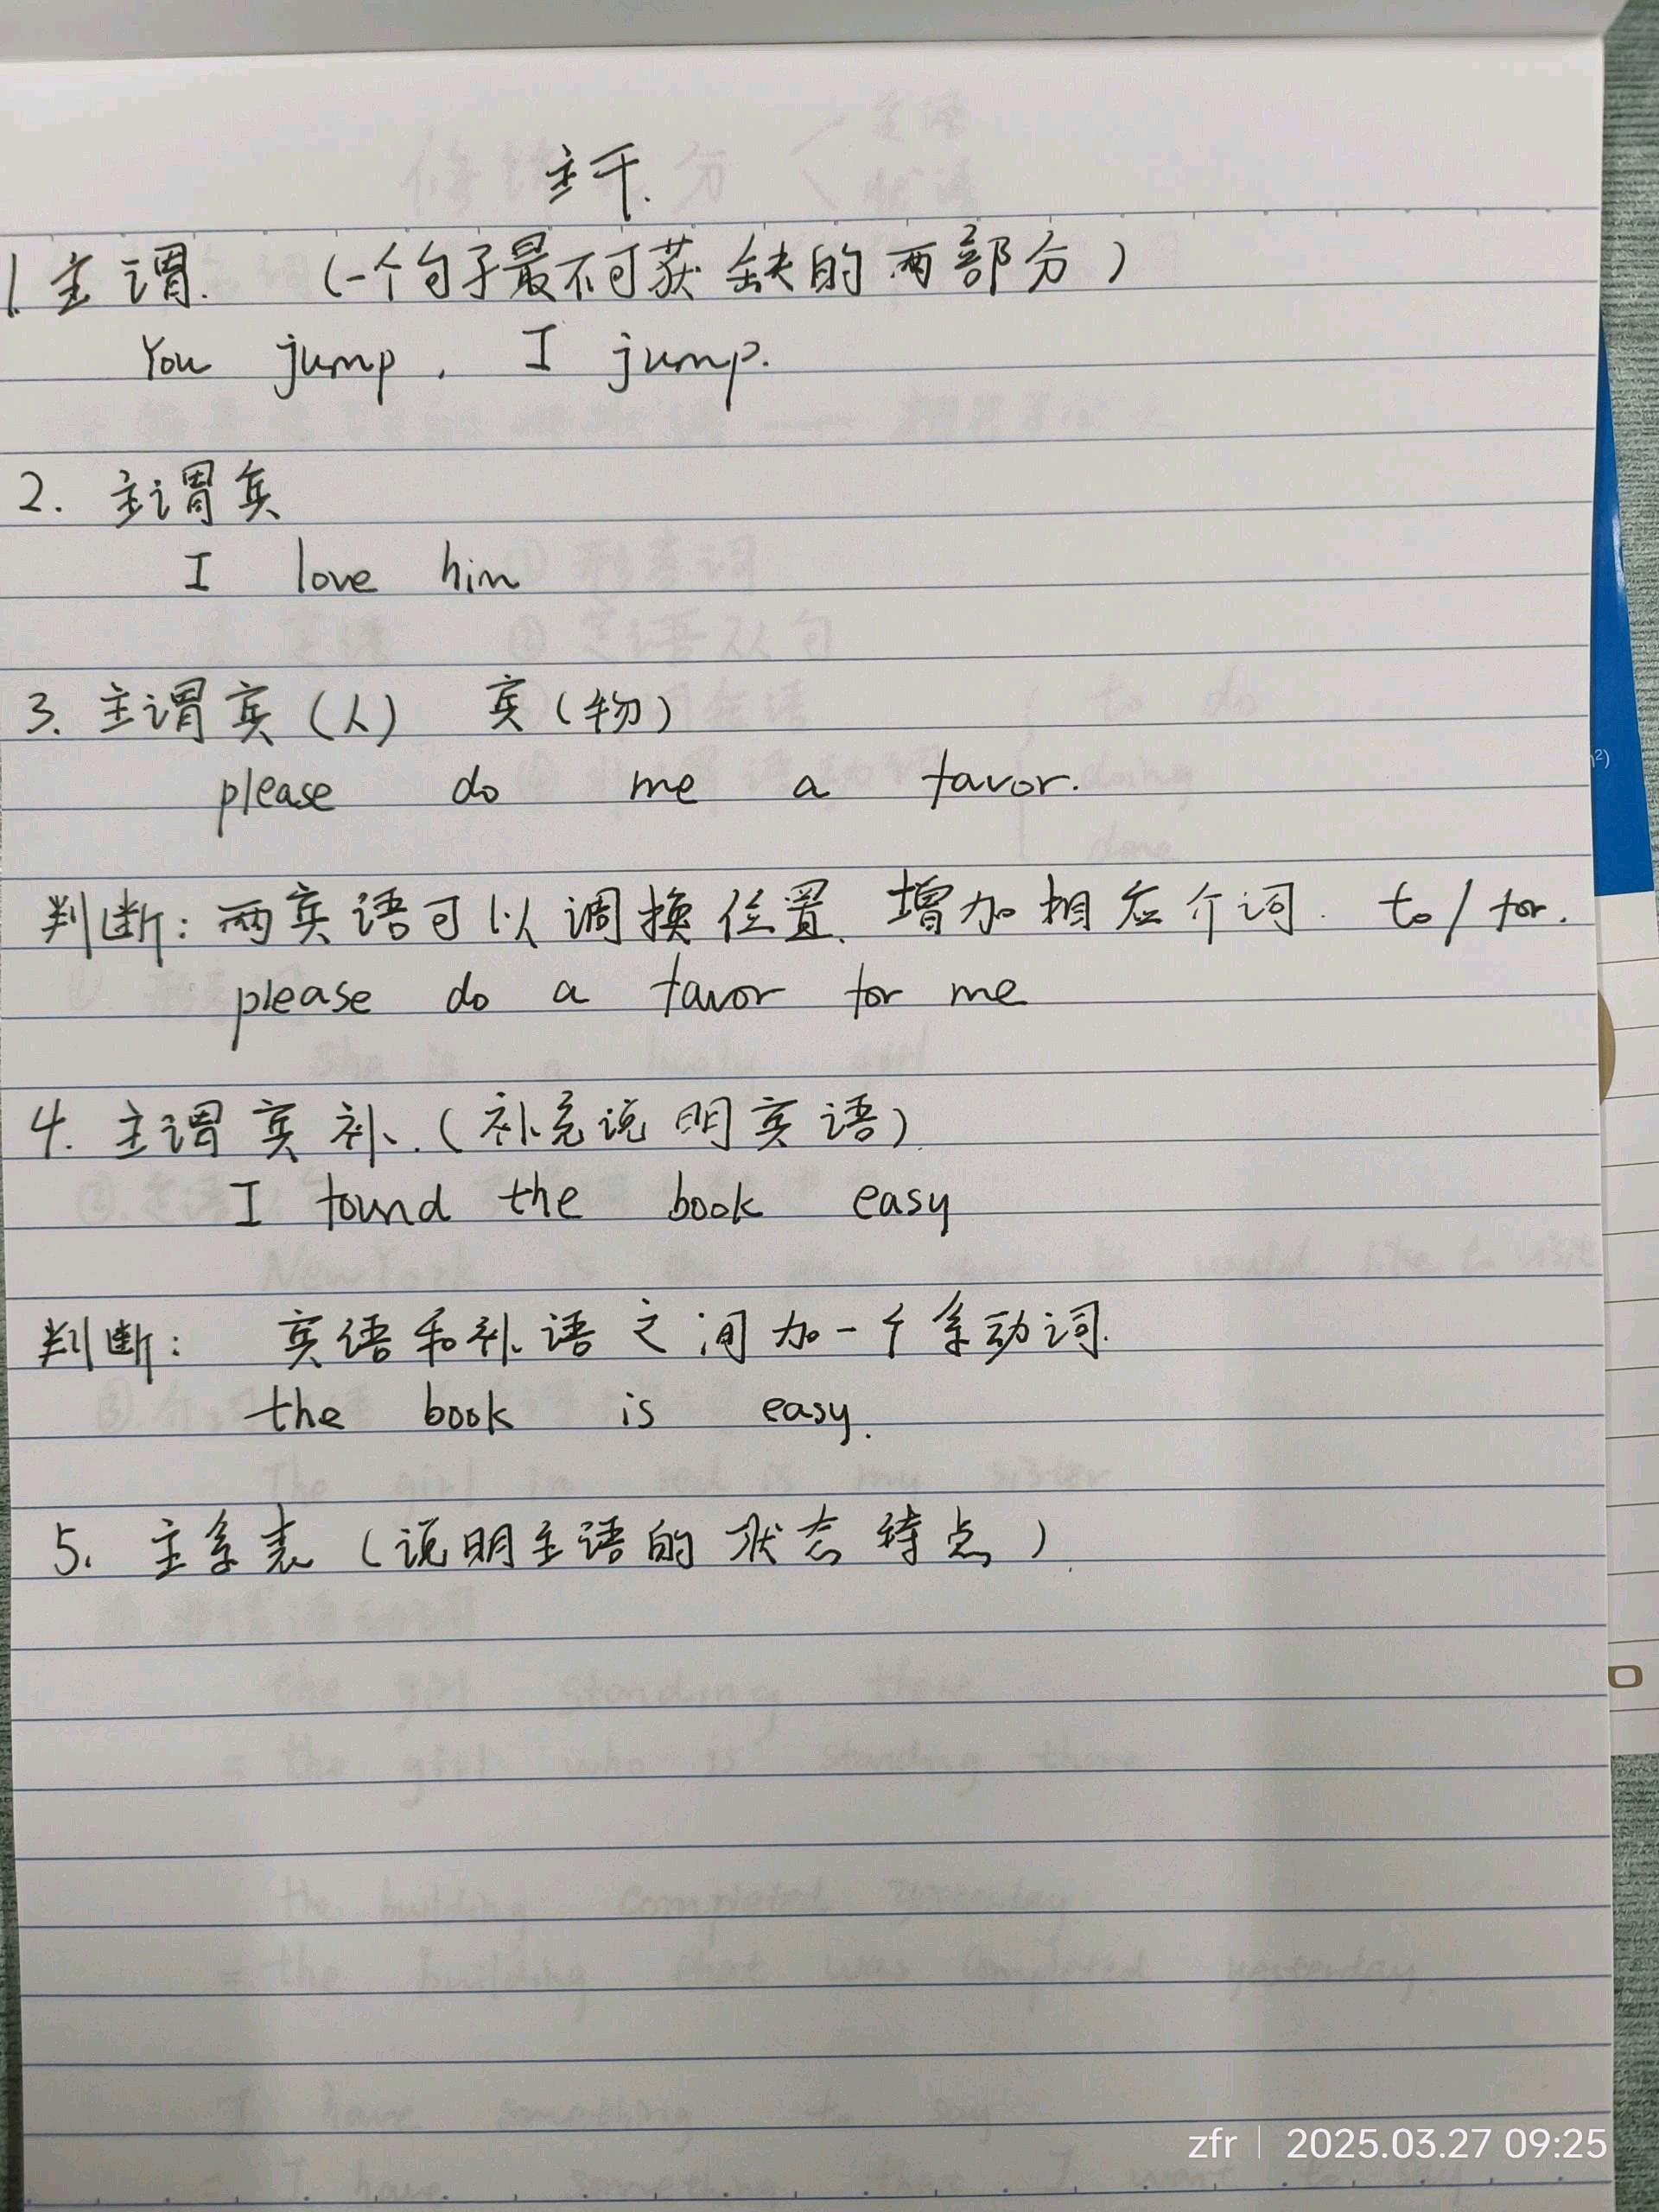 主干.
1.主谓. (一个句子最不可获缺的两部分)
You jump, I jump.
2. 主谓宾
I love him
3. 主谓宾(人) 宾(物)
please do me a favor.
判断: 两宾语可以调换位置, 增加相应介词. to / for.
please do a favor for me
4. 主谓宾补.(补充说明宾语).
I found the book easy
判断: 宾语和补语之间加一个系动词.
the book is easy.
5. 主系表 (说明主语的状态特点).
zfr | 2025.03.27 09:25